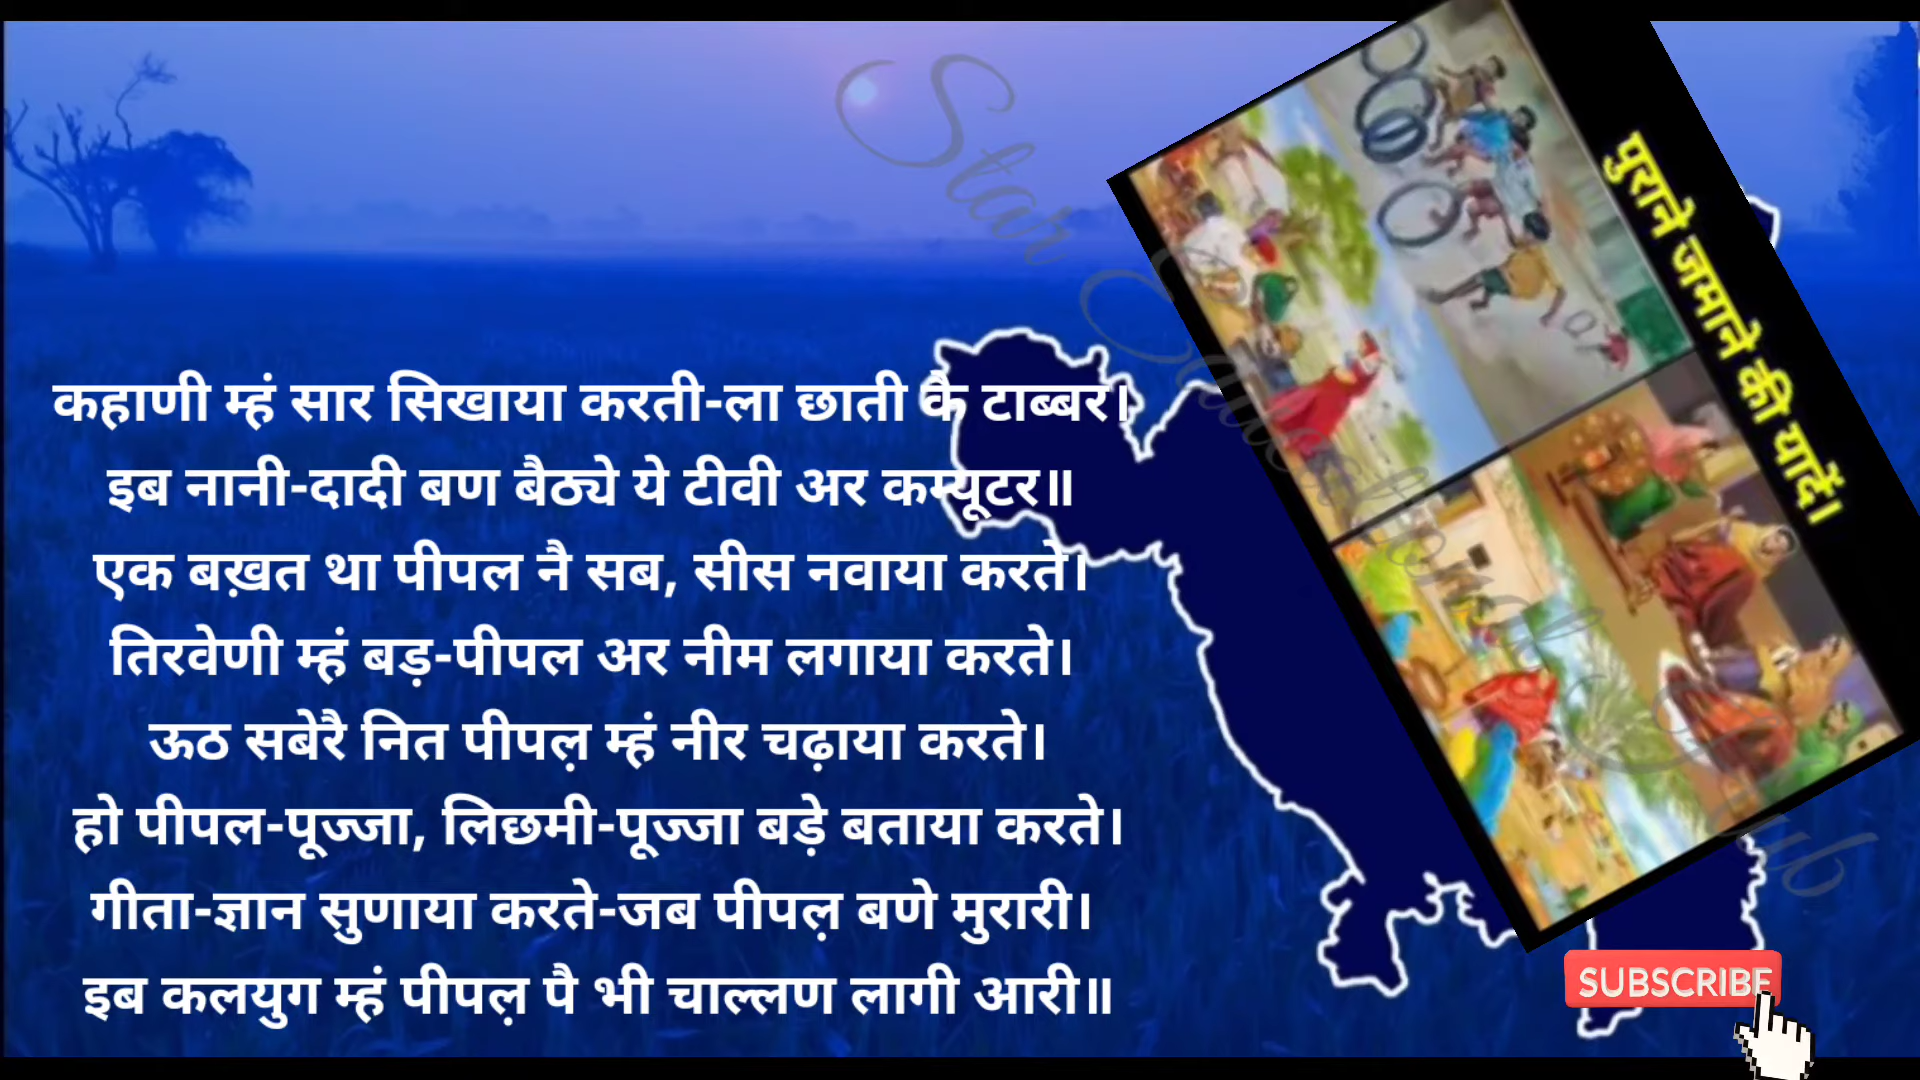 कहाणी म्हं सार सिखाया करती-ला छाती कै टाब्बर।
इब नानी-दादी बण बैठ्ये ये टीवी अर कम्यूटर॥
एक बख़त था पीपल नै सब, सीस नवाया करते।
तिरवेणी म्हं बड़-पीपल अर नीम लगाया करते।
ऊठ सबेरै नित पीपल़ म्हं नीर चढ़ाया करते।
हो पीपल-पूज्जा, लिछमी-पूज्जा बड़े बताया करते।
गीता-ज्ञान सुणाया करते-जब पीपल़ बणे मुरारी।
इब कलयुग म्हं पीपल़ पै भी चाल्लण लागी आरी॥
पुराने जमाने की यादें।
SUBSCRIBE
Star